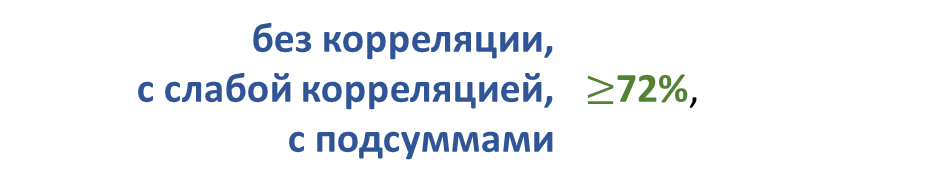 без корреляции,
с слабой корреляцией, ≥72%,
с подсуммами